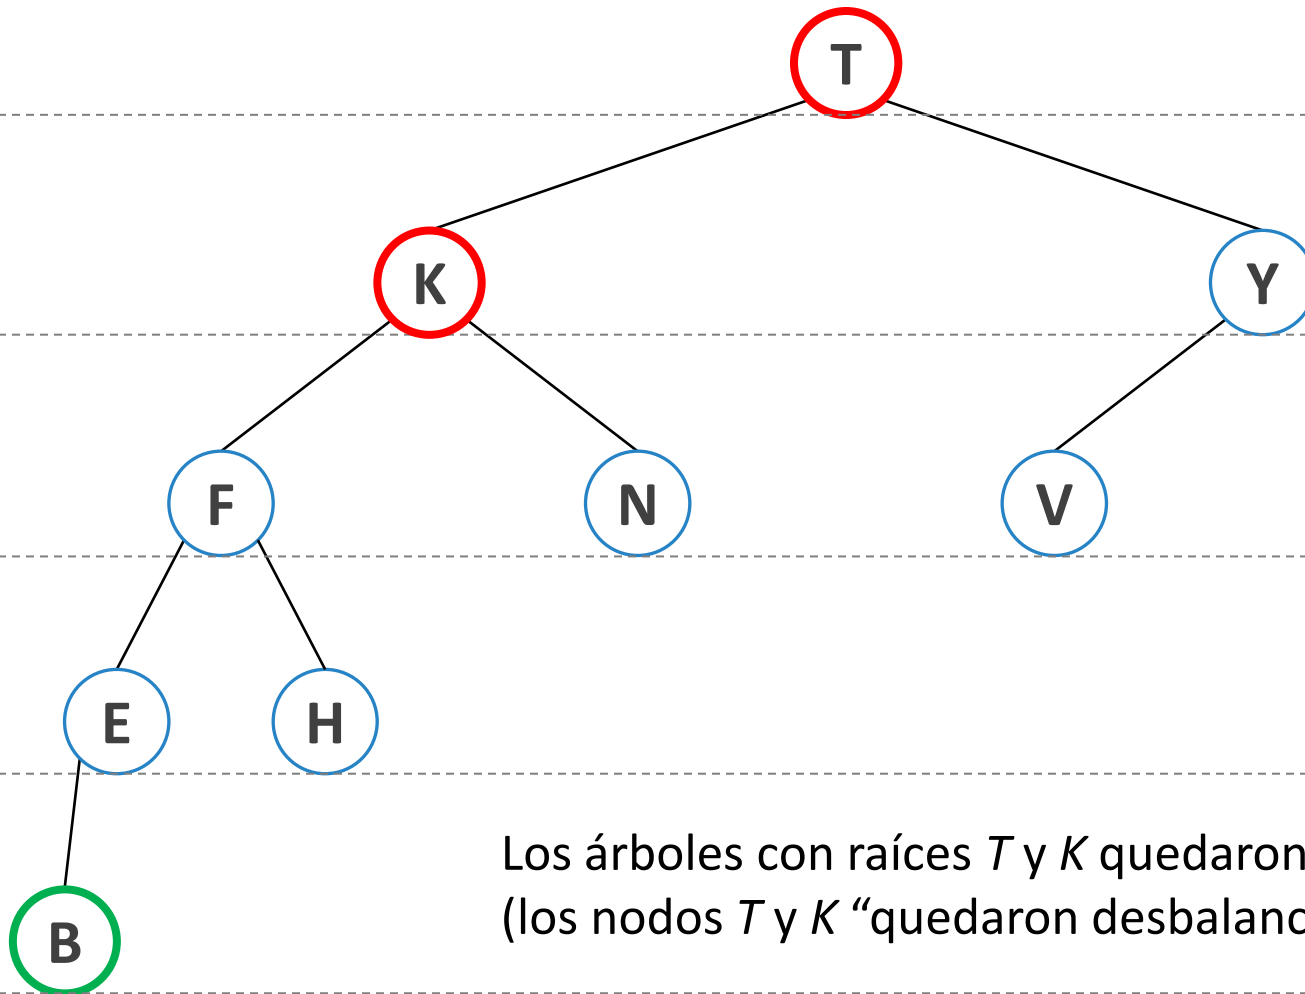 T
K
Y
F
N
V
E
H
Los árboles con raíces T y K quedaron
(los nodos T y K “quedaron desbalanc
B